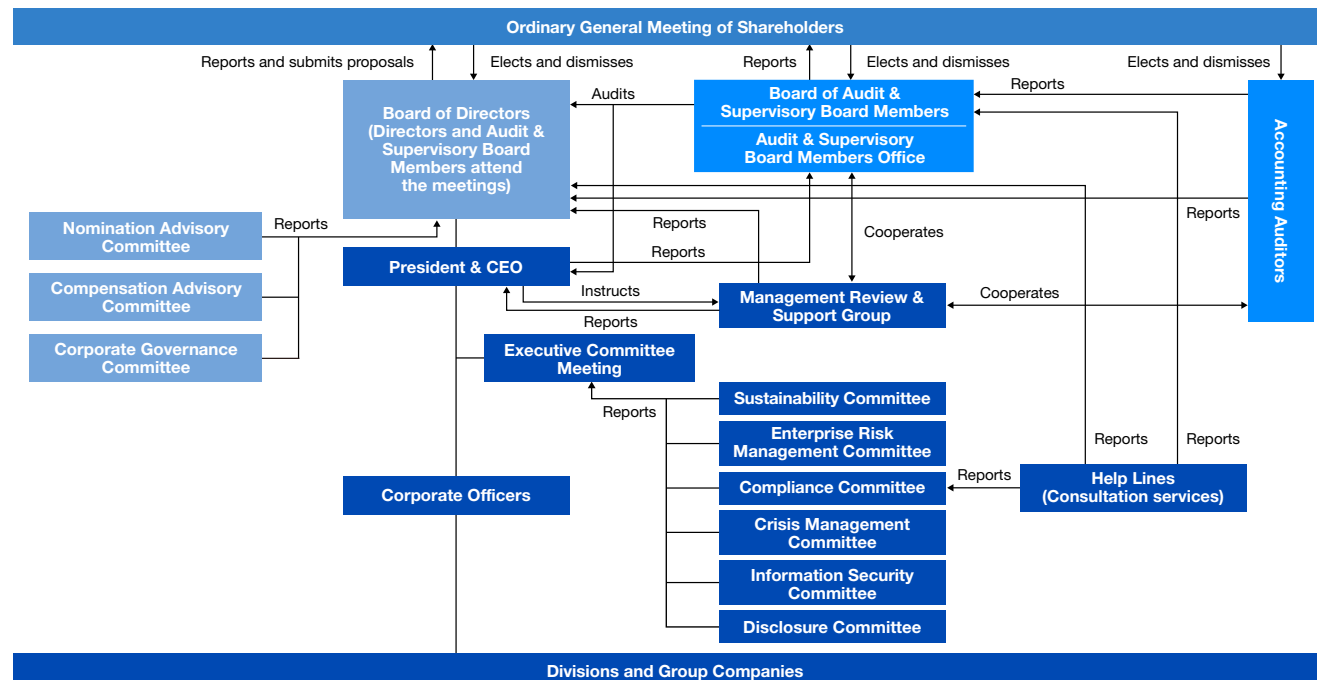 Ordinary General Meeting of Shareholders
Reports and submits proposals
Elects and dismisses
Reports
Elects and dismisses
Elects and dismisses
Board of Directors
(Directors and Audit &
Supervisory Board
Members attend
the meetings)
Audits
Board of Audit &
Supervisory Board Members
Audit & Supervisory
Board Members Office
Reports
Accounting Auditors
Reports
Nomination Advisory
Committee
Reports
Reports
Cooperates
President & CEO
Reports
Compensation Advisory
Committee
Instructs
Management Review &
Support Group
Cooperates
Reports
Corporate Governance
Committee
Executive Committee
Meeting
Reports
Sustainability Committee
Enterprise Risk
Management Committee
Reports
Reports
Corporate Officers
Compliance Committee
Reports
Help Lines
(Consultation services)
Crisis Management
Committee
Information Security
Committee
Disclosure Committee
Divisions and Group Companies